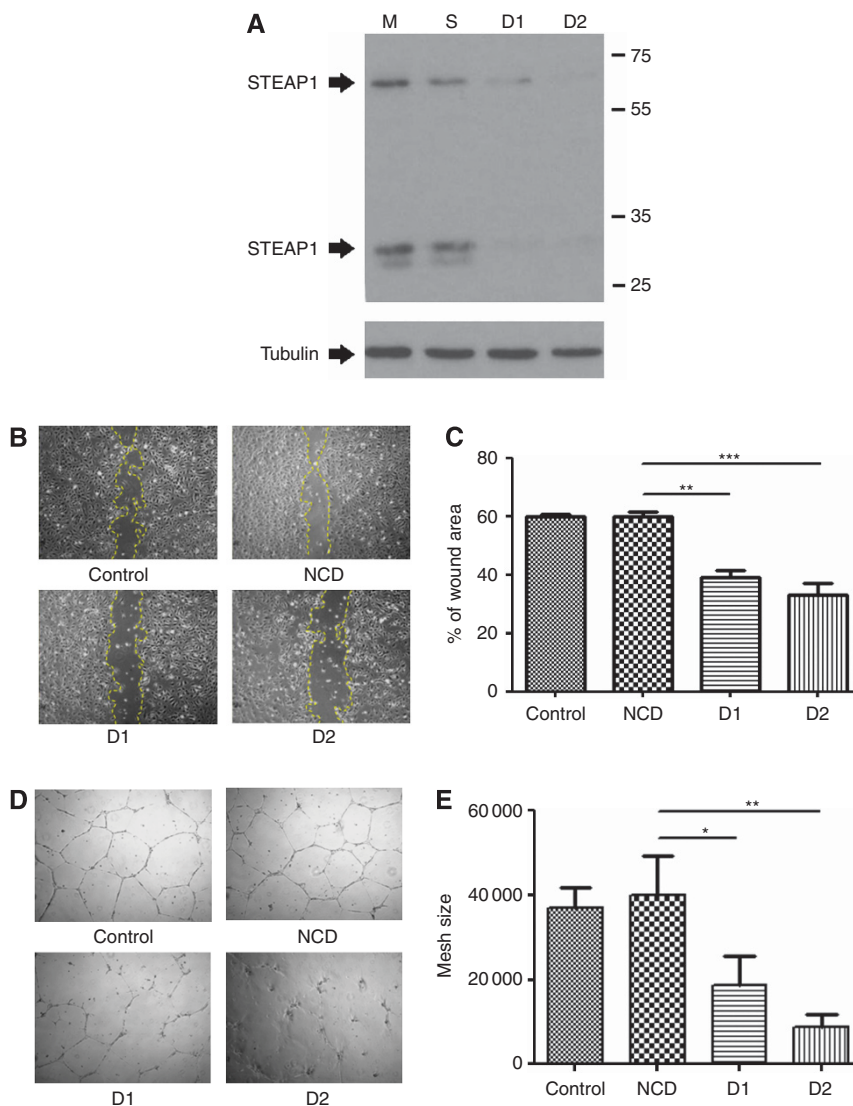 A
M S D1 D2
STEAP1
75
55
35
STEAP1
25
Tubulin
B
Control NCD
D1 D2
C
% of wound area
80
60
40
20
0
***
**
Control NCD D1 D2
D
Control NCD
D1 D2
E
Mesh size
60 000
40 000
20 000
0
**
*
Control NCD D1 D2